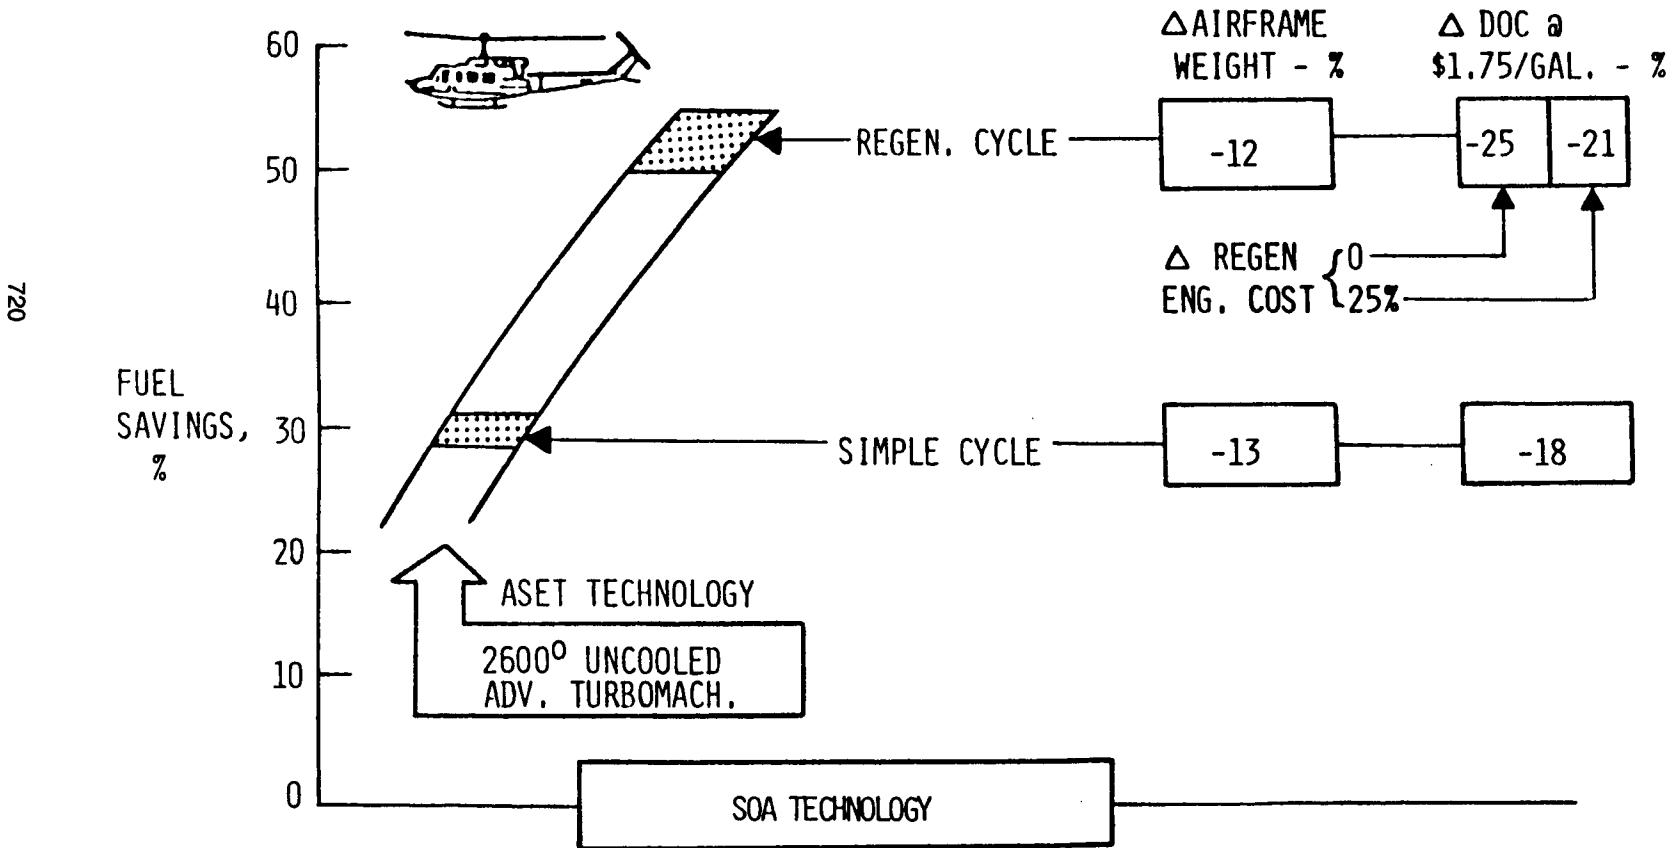 60
50
40
30
20
10
0
FUEL
SAVINGS,
%
720
△AIRFRAME
WEIGHT - %
△ DOC @
$1.75/GAL. - %
REGEN. CYCLE
-12
-25
-21
△ REGEN
ENG. COST
0
25%
SIMPLE CYCLE
-13
-18
ASET TECHNOLOGY
2600° UNCOOLED
ADV. TURBOMACH.
SOA TECHNOLOGY